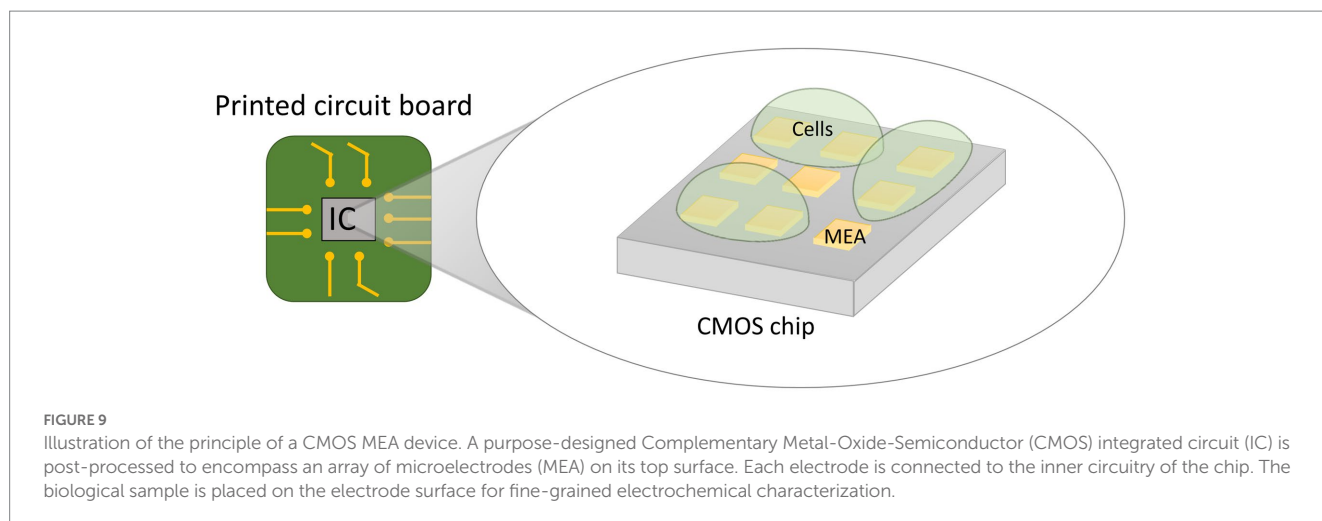 Printed circuit board
IC
Cells
MEA
CMOS chip
FIGURE 9
Illustration of the principle of a CMOS MEA device. A purpose-designed Complementary Metal-Oxide-Semiconductor (CMOS) integrated circuit (IC) is
post-processed to encompass an array of microelectrodes (MEA) on its top surface. Each electrode is connected to the inner circuitry of the chip. The
biological sample is placed on the electrode surface for fine-grained electrochemical characterization.